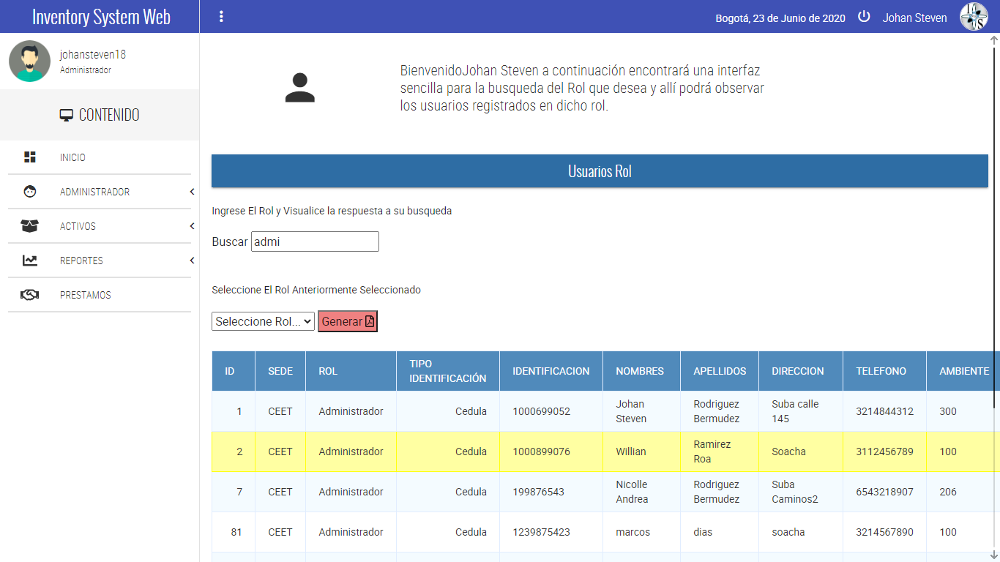 Inventory System Web
Bogotá, 23 de Junio de 2020
Johan Steven
johansteven18
Administrador
CONTENIDO
INICIO
ADMINISTRADOR
ACTIVOS
REPORTES
PRESTAMOS
BienvenidoJohan Steven a continuación encontrará una interfaz
sencilla para la busqueda del Rol que desea y allí podrá observar
los usuarios registrados en dicho rol.
Usuarios Rol
Ingrese El Rol y Visualice la respuesta a su busqueda
Buscar admi
Seleccione El Rol Anteriormente Seleccionado
Seleccione Rol... Generar
ID SEDE ROL TIPO IDENTIFICACIÓN IDENTIFICACION NOMBRES APELLIDOS DIRECCION TELEFONO AMBIENTE
1 CEET Administrador Cedula 1000699052 Johan Steven Rodriguez Bermudez Suba calle 145 3214844312 300
2 CEET Administrador Cedula 1000899076 Willian Ramirez Roa Soacha 3112456789 100
7 CEET Administrador Cedula 199876543 Nicolle Andrea Rodriguez Bermudez Suba Caminos2 6543218907 206
81 CEET Administrador Cedula 1239875423 marcos dias soacha 3214567890 100